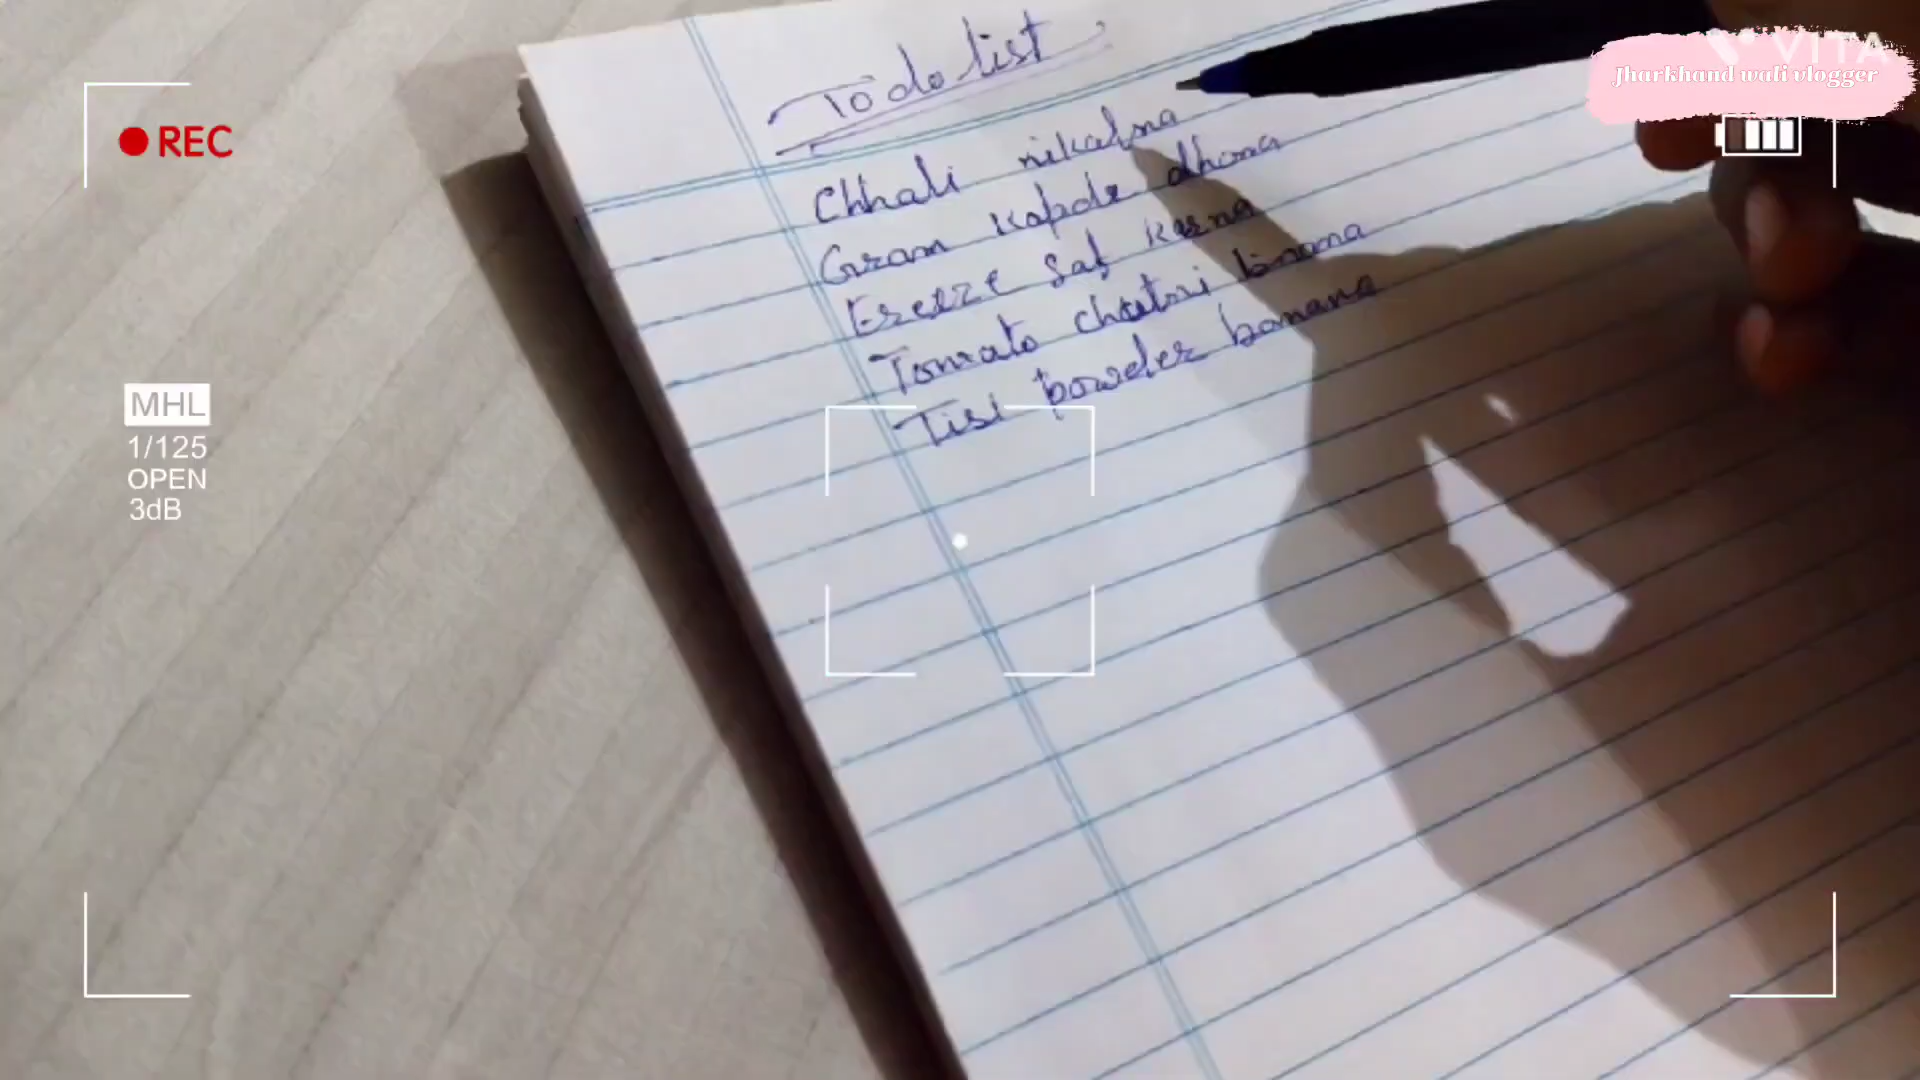 To do list
Chhali nikalna
Garam kapde dhona
Freeze saf karna
Tomato chatni banana
Tisi powder banana
REC
MHL
1/125
OPEN
3dB
VITA
Jharkhand wali vlogger